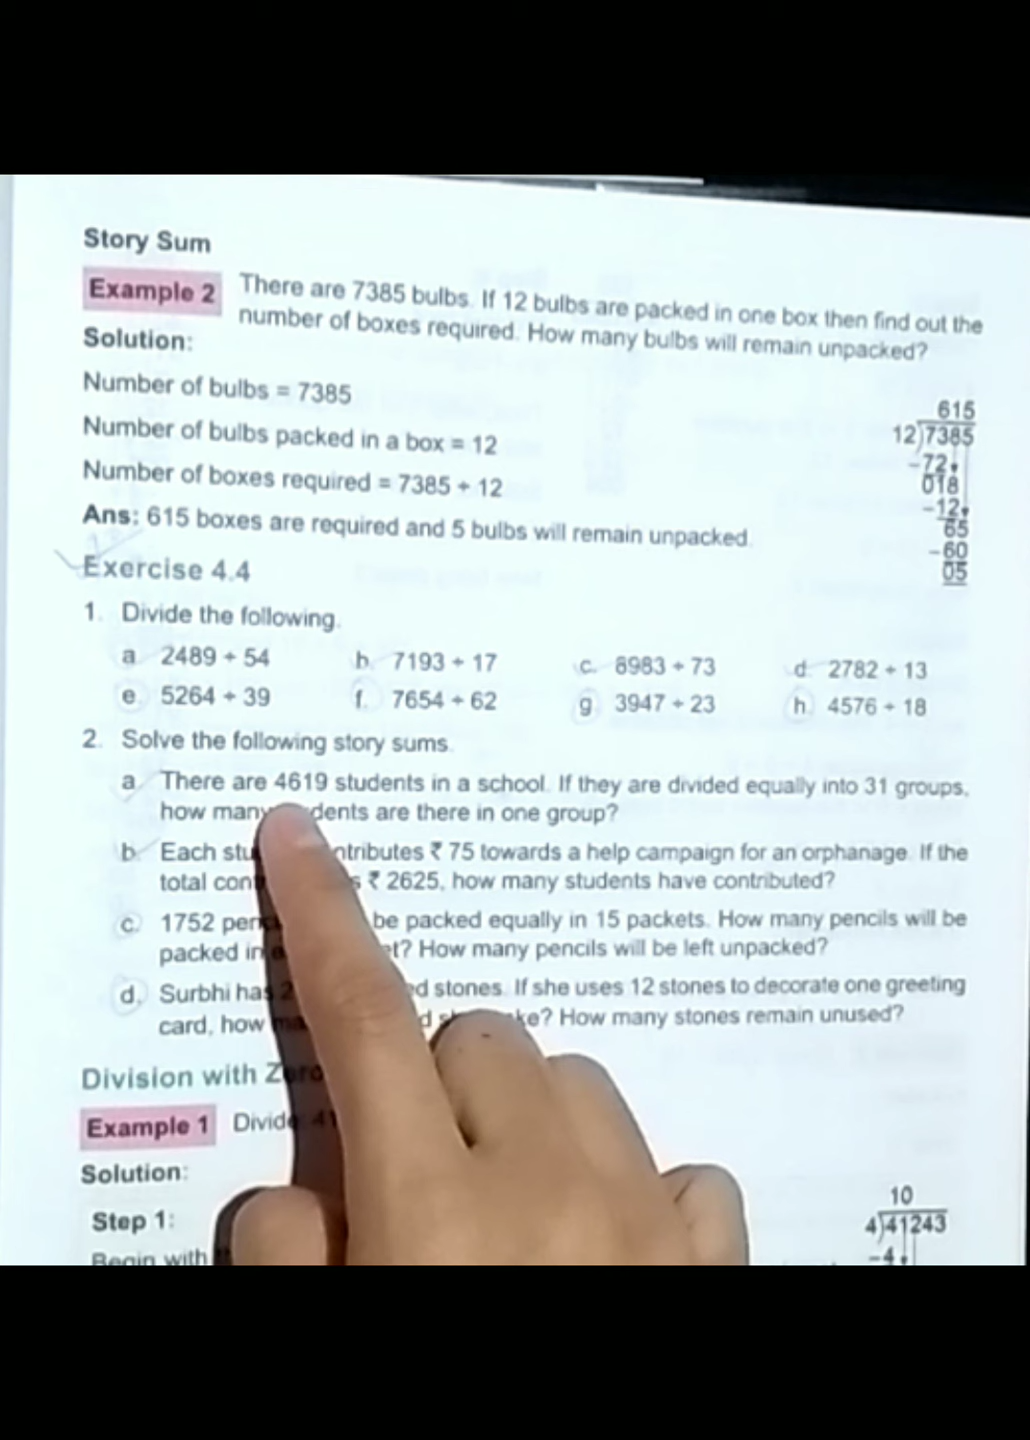 Story Sum
Example 2 There are 7385 bulbs. If 12 bulbs are packed in one box then find out the
number of boxes required. How many bulbs will remain unpacked?
Solution:
Number of bulbs = 7385
Number of bulbs packed in a box = 12
Number of boxes required = 7385 ÷ 12
Ans: 615 boxes are required and 5 bulbs will remain unpacked.
615
12)7385
-72
018
-12
65
-60
05
Exercise 4.4
1. Divide the following.
a. 2489 ÷ 54 b. 7193 ÷ 17 c. 8983 ÷ 73 d. 2782 ÷ 13
e. 5264 ÷ 39 f. 7654 ÷ 62 g. 3947 ÷ 23 h. 4576 ÷ 18
2. Solve the following story sums.
a. There are 4619 students in a school. If they are divided equally into 31 groups,
how many dents are there in one group?
b. Each stu ntributes ₹ 75 towards a help campaign for an orphanage. If the
total cont s ₹ 2625, how many students have contributed?
c. 1752 pen be packed equally in 15 packets. How many pencils will be
packed in t? How many pencils will be left unpacked?
d. Surbhi has 2 d stones. If she uses 12 stones to decorate one greeting
card, how ma d s ke? How many stones remain unused?
Division with Zero
Example 1 Divide 41
Solution:
Step 1:
Begin with
10
4)41243
-4